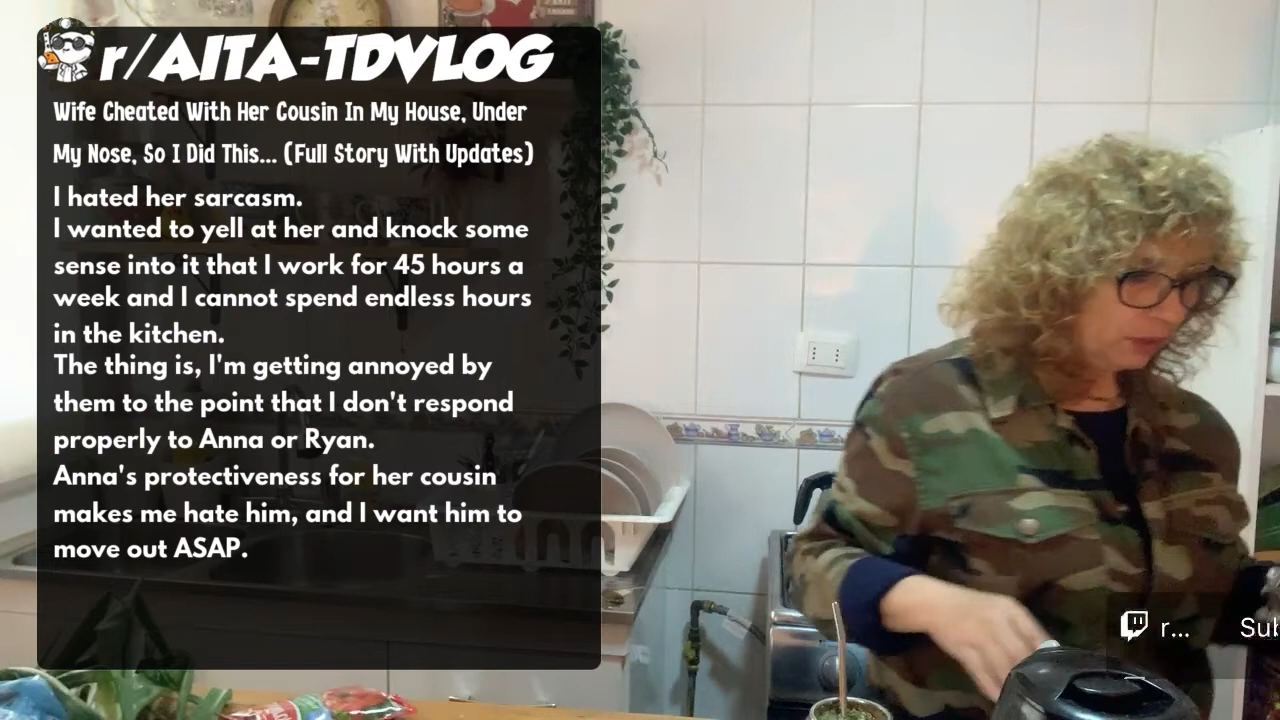 r/AITA-TDVLOG
Wife Cheated With Her Cousin In My House, Under
My Nose, So I Did This... (Full Story With Updates)
I hated her sarcasm.
I wanted to yell at her and knock some
sense into it that I work for 45 hours a
week and I cannot spend endless hours
in the kitchen.
The thing is, I'm getting annoyed by
them to the point that I don't respond
properly to Anna or Ryan.
Anna's protectiveness for her cousin
makes me hate him, and I want him to
move out ASAP.
r... Sub